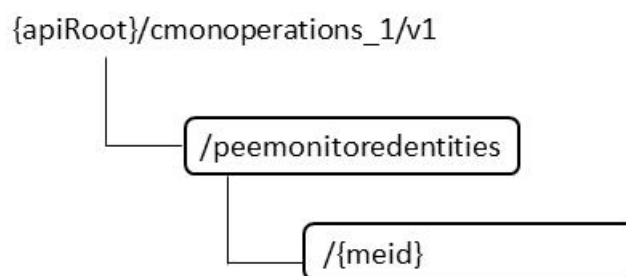 {apiRoot}/cmonoperations_1/v1
/peemonitoredentities
/{meid}